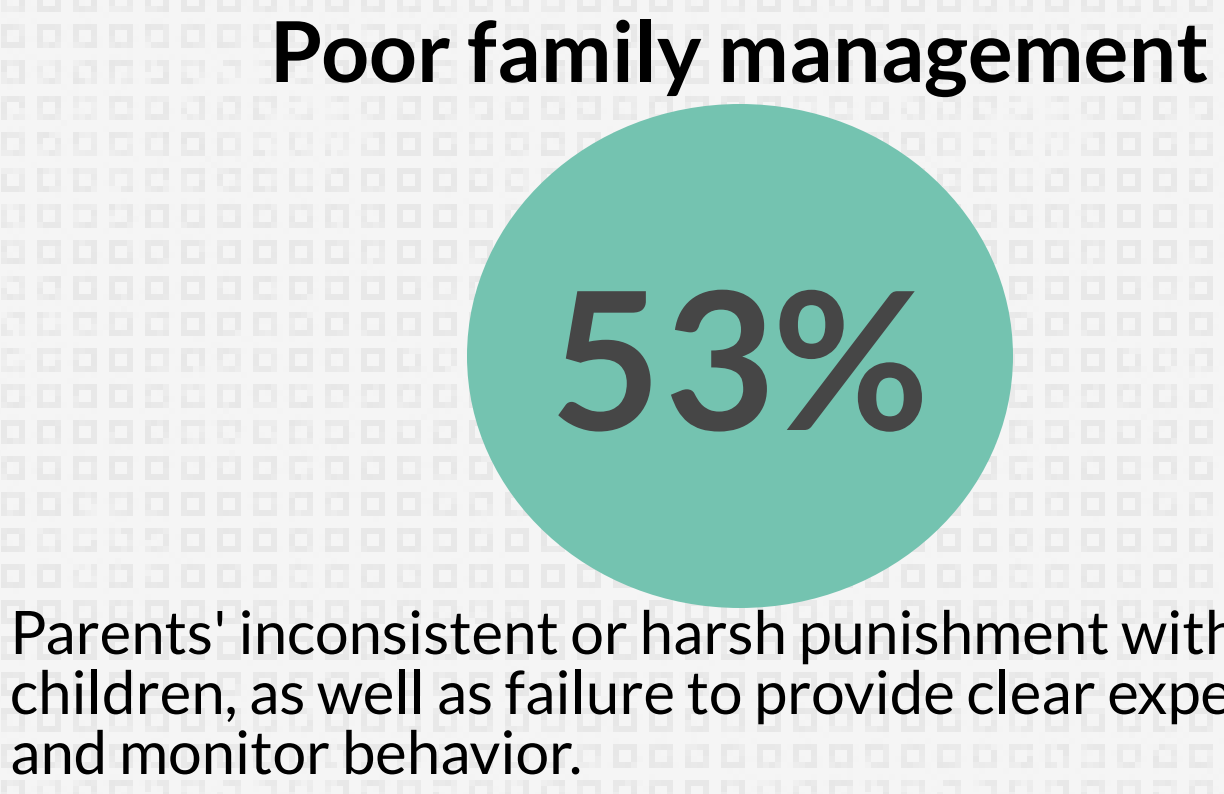 Poor family management
53%
Parents' inconsistent or harsh punishment with
children, as well as failure to provide clear expe
and monitor behavior.